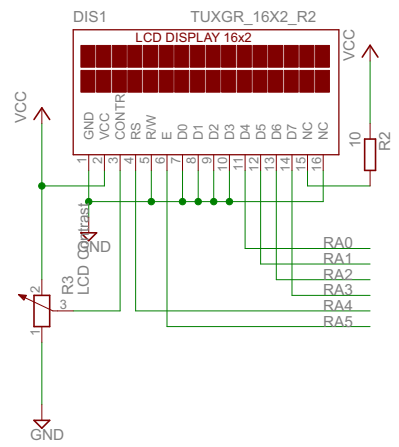 DIS1 TUXGR_16X2_R2
LCD DISPLAY 16x2
VCC
VCC
GND
VCC
CONTR
RS
R/W
E
D0
D1
D2
D3
D4
D5
D6
D7
NC
NC
1 2 3 4 5 6 7 8 9 10 11 12 13 14 15 16
10
R2
GND
LCD Contrast
R3
2
3
1
RA0
RA1
RA2
RA3
RA4
RA5
GND